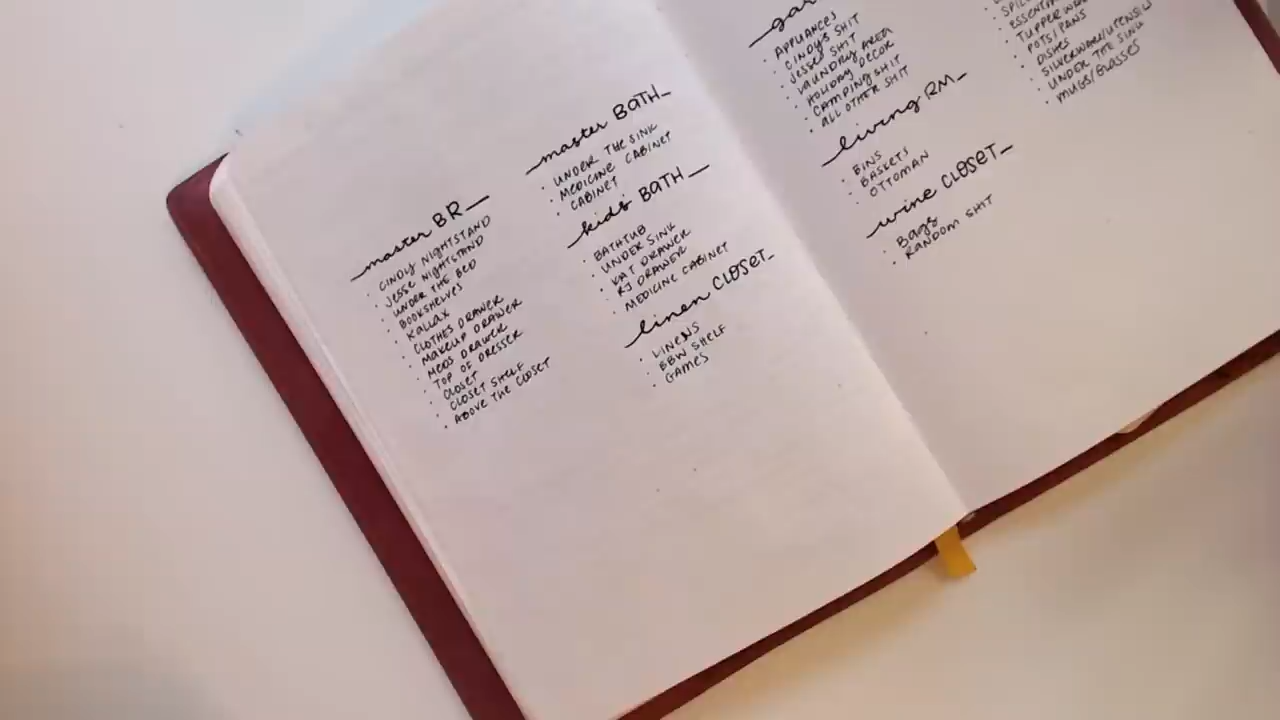 master BR
CINDY NIGHTSTAND
JESSE NIGHTSTAND
UNDER THE BED
BOOKSHELVES
KALLAX
CLOTHES DRAWER
MAKEUP DRAWER
MEDS DRAWER
TOP OF DRESSER
CLOSET
CLOSET SHELF
ABOVE THE CLOSET
master BATH
UNDER THE SINK
MEDICINE CABINET
CABINET
kids BATH
BATHTUB
UNDER SINK
KAT DRAWER
RJ DRAWER
MEDICINE CABINET
linen CLOSET
LINENS
BBW SHELF
GAMES
APPLIANCES
CINDYS SHIT
JESSES SHIT
LAUNDRY AREA
HOLIDAY DECOR
CAMPING SHIT
ALL OTHER SHIT
living RM
BINS
BASKETS
OTTOMAN
wine CLOSET
BAGS
RANDOM SHIT
POTS/PANS
DISHES
SILVERWARE/UTENSILS
UNDER THE SINK
MUGS/GLASSES